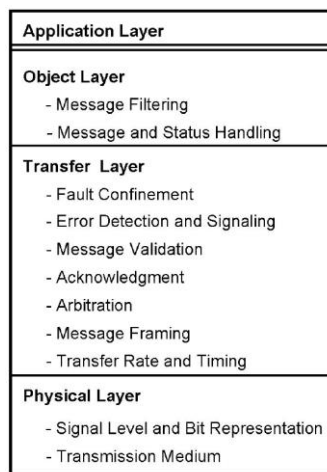 Application Layer
Object Layer
- Message Filtering
- Message and Status Handling
Transfer Layer
- Fault Confinement
- Error Detection and Signaling
- Message Validation
- Acknowledgment
- Arbitration
- Message Framing
- Transfer Rate and Timing
Physical Layer
- Signal Level and Bit Representation
- Transmission Medium